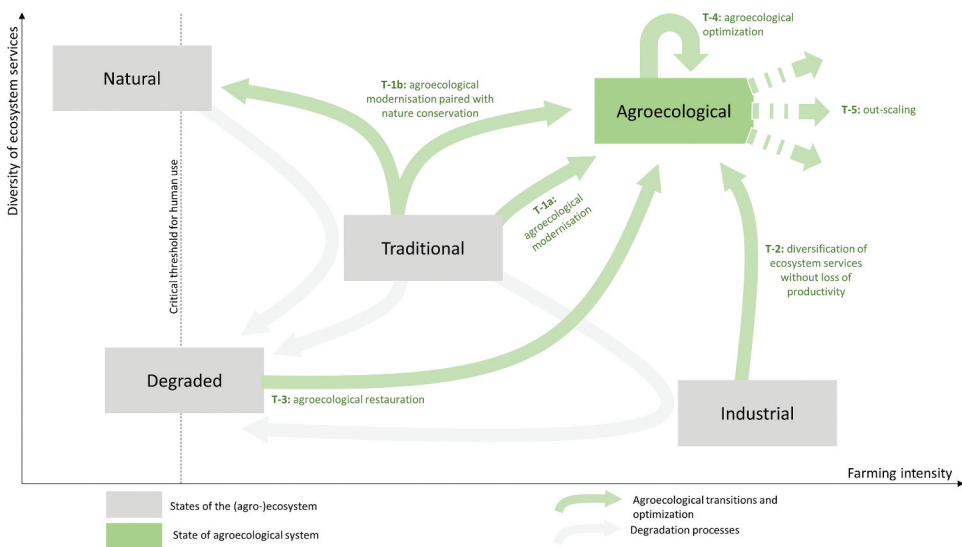 Diversity of ecosystem services
Natural
Critical threshold for human use
T-1b: agroecological
modernisation paired with
nature conservation
T-4: agroecological
optimization
Agroecological
T-5: out-scaling
T-1a:
agroecological
modernisation
Traditional
T-2: diversification of
ecosystem services
without loss of
productivity
Degraded
T-3: agroecological restauration
Industrial
Farming intensity
States of the (agro-)ecosystem
State of agroecological system
Agroecological transitions and
optimization
Degradation processes